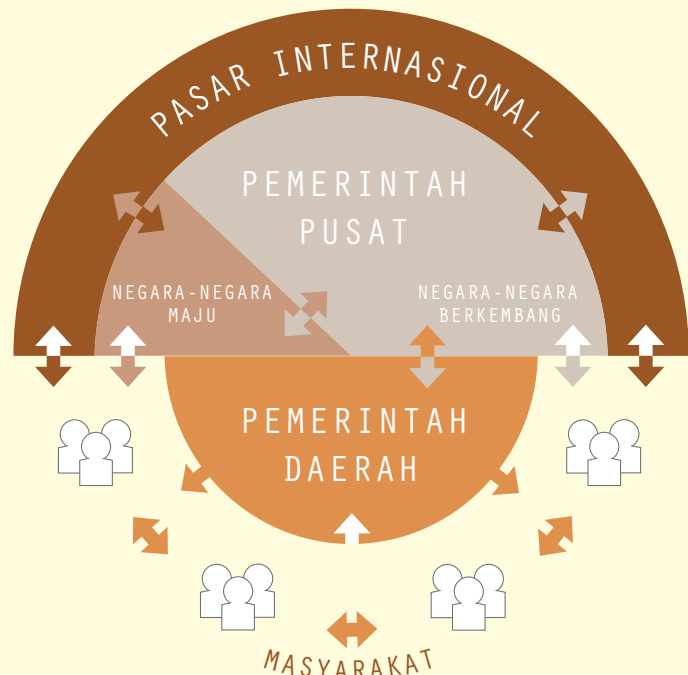 PASAR INTERNASIONAL
PEMERINTAH
PUSAT
NEGARA-NEGARA
MAJU
NEGARA-NEGARA
BERKEMBANG
PEMERINTAH
DAERAH
MASYARAKAT